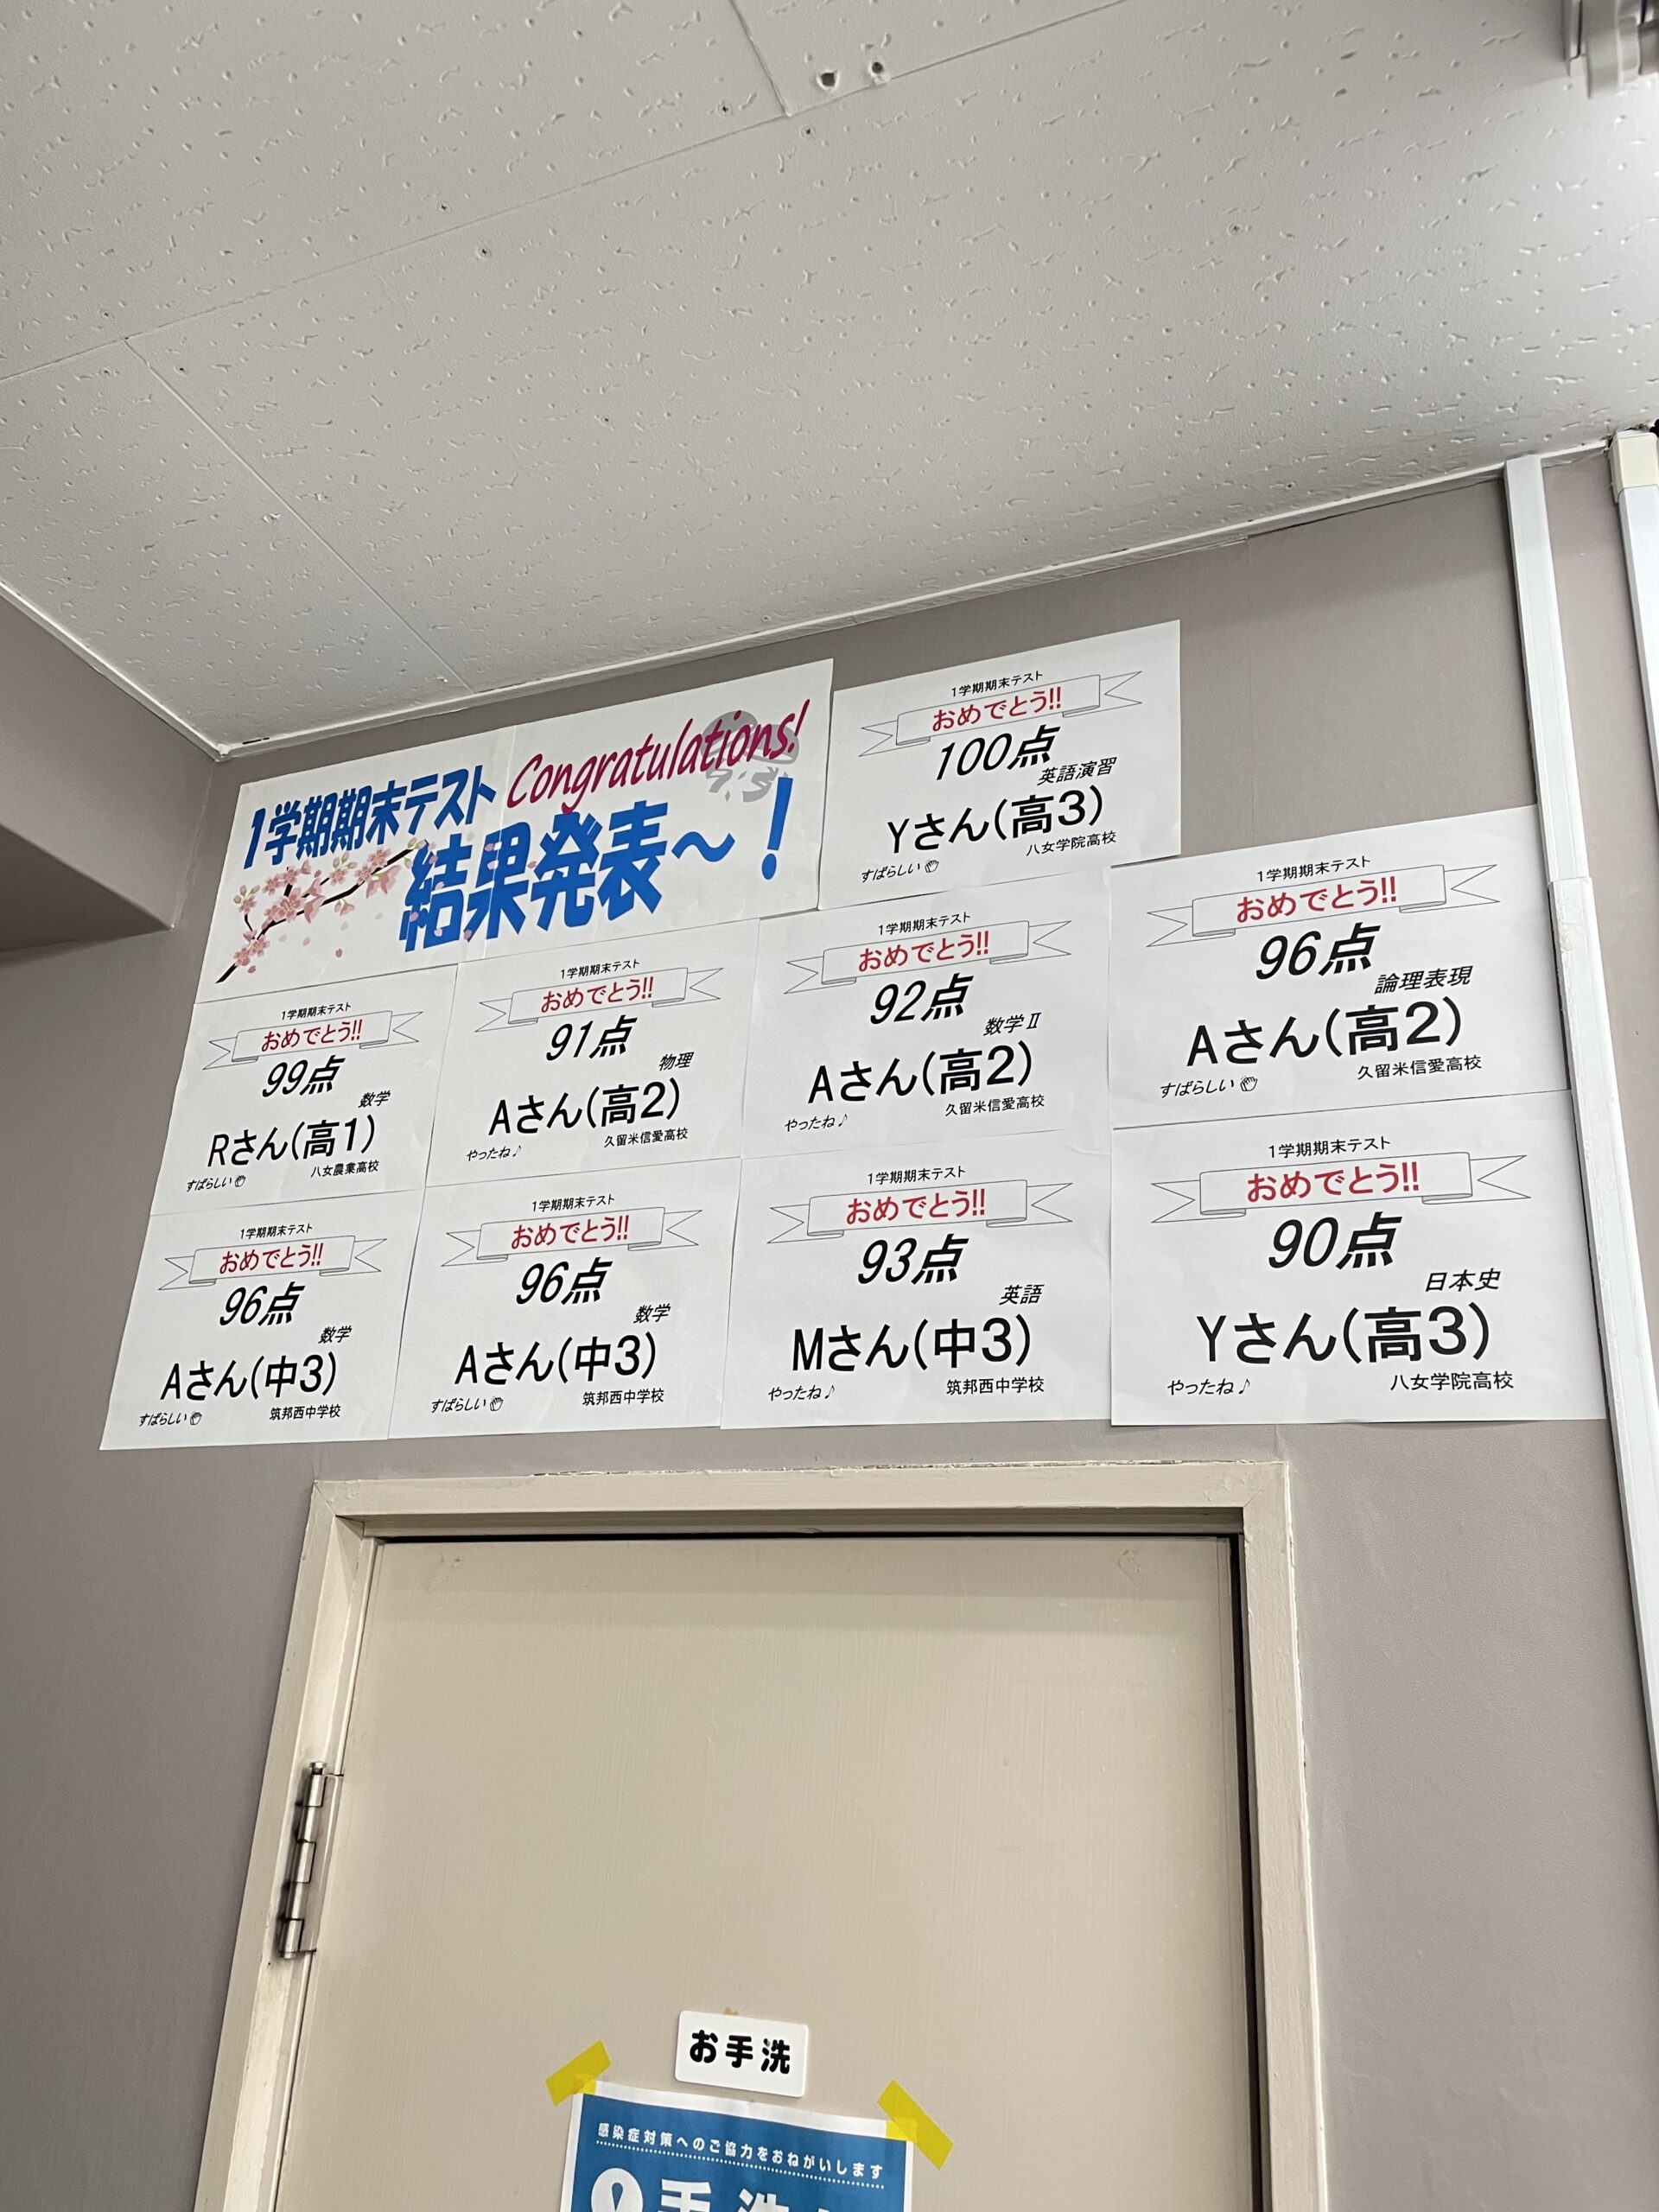 1学期期末テスト Congratulations!
結果発表～！
1学期期末テスト
おめでとう!!
100点
英語演習
Yさん(高3)
八女学院高校
すばらしい
1学期期末テスト
おめでとう!!
99点
数学
Rさん(高1)
八女農業高校
すばらしい
1学期期末テスト
おめでとう!!
91点
物理
Aさん(高2)
久留米信愛高校
やったね♪
1学期期末テスト
おめでとう!!
92点
数学Ⅱ
Aさん(高2)
久留米信愛高校
やったね♪
1学期期末テスト
おめでとう!!
96点
論理表現
Aさん(高2)
久留米信愛高校
すばらしい
1学期期末テスト
おめでとう!!
96点
数学
Aさん(中3)
筑邦西中学校
すばらしい
1学期期末テスト
おめでとう!!
96点
数学
Aさん(中3)
筑邦西中学校
すばらしい
1学期期末テスト
おめでとう!!
93点
英語
Mさん(中3)
筑邦西中学校
やったね♪
1学期期末テスト
おめでとう!!
90点
日本史
Yさん(高3)
八女学院高校
やったね♪
お手洗
感染症対策へのご協力をおねがいします
手洗